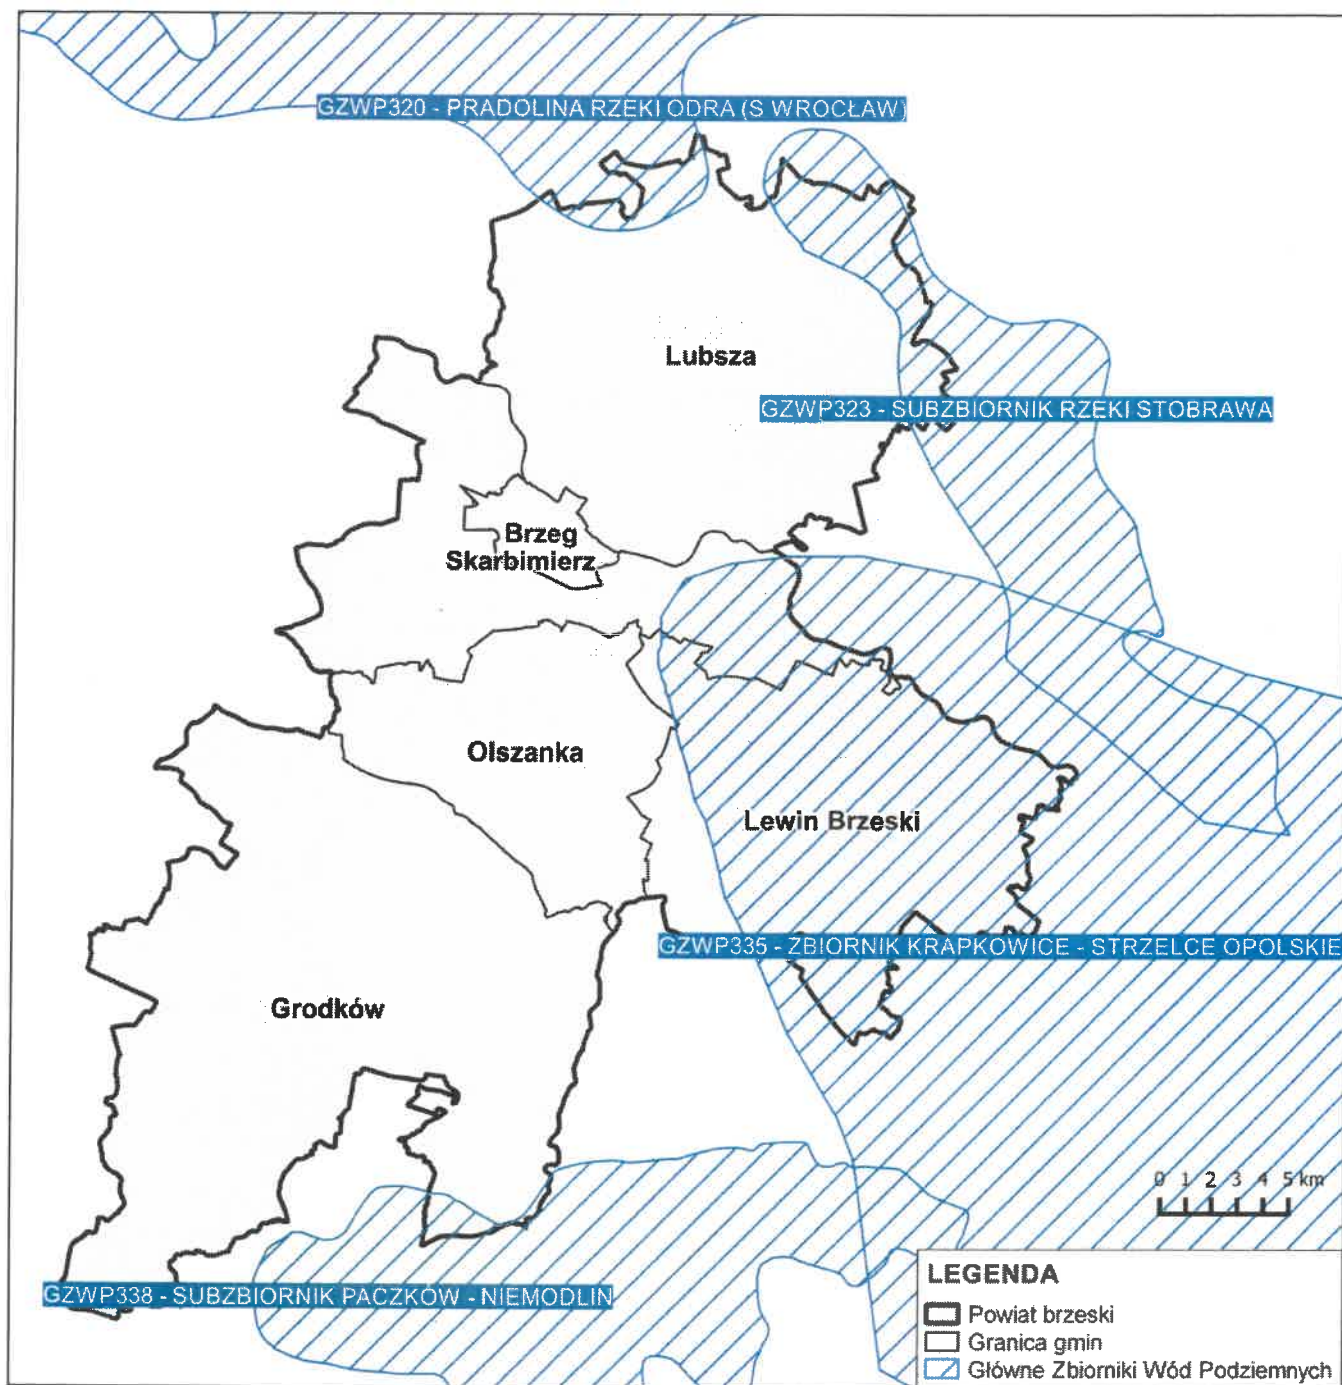 GZWP320 - PRADOLINA RZEKI ODRA (S WROCŁAW)
Lubsza
GZWP323 - SUBZBIORNIK RZEKI STOBRAWA
Brzeg
Skarbimierz
Olszanka
Lewin Brzeski
GZWP335 - ZBIORNIK KRAPKOWICE - STRZELCE OPOLSKIE
Grodków
0 1 2 3 4 5 km
GZWP338 - SUBZBIORNIK PACZKÓW - NIEMODLIN
LEGENDA
Powiat brzeski
Granica gmin
Główne Zbiorniki Wód Podziemnych